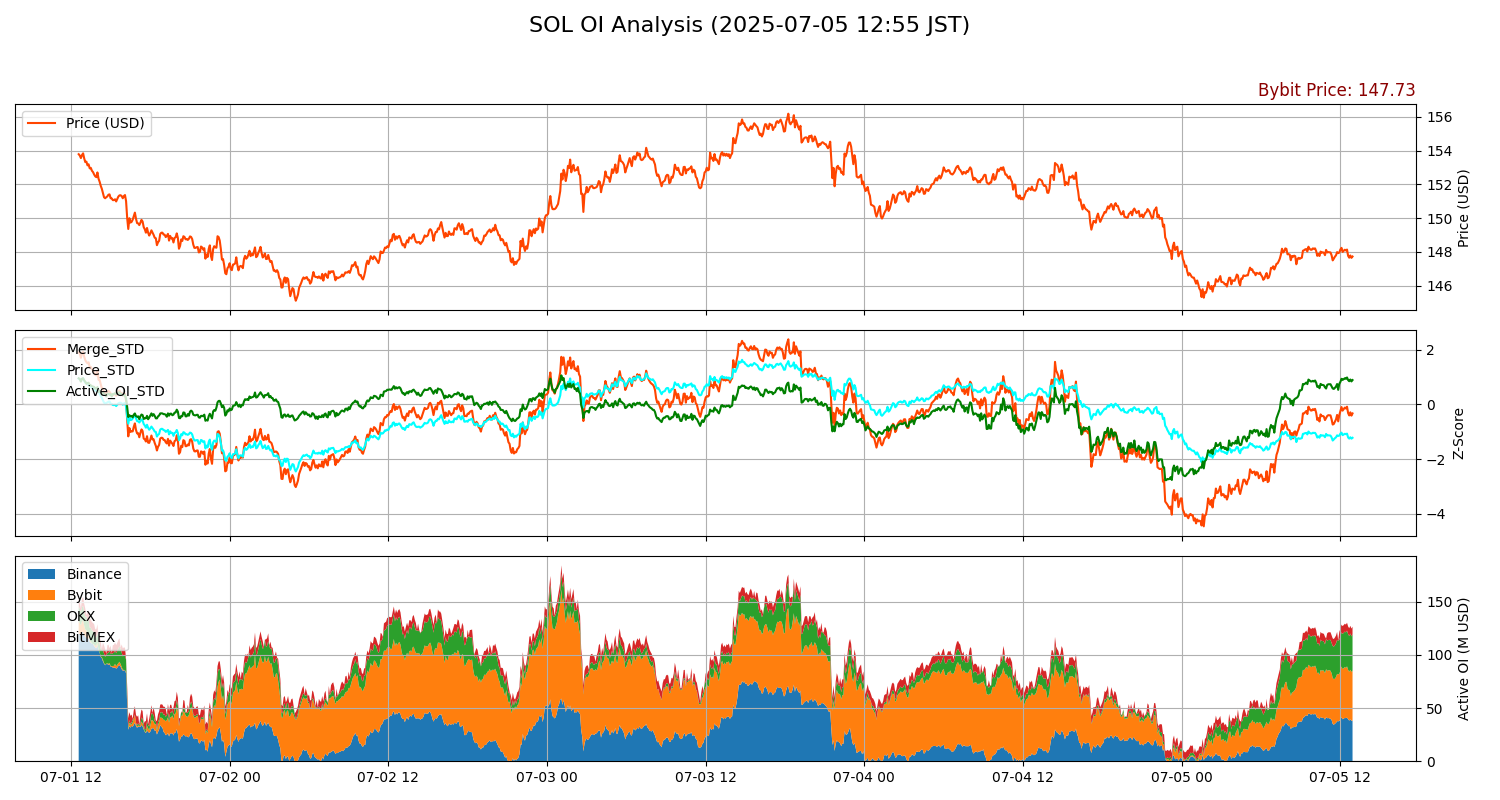 SOL OI Analysis (2025-07-05 12:55 JST)
Bybit Price: 147.73
Price (USD)
156
154
152
150
148
146
Price (USD)
Merge_STD
Price_STD
Active_OI_STD
2
0
−2
−4
Z-Score
Binance
Bybit
OKX
BitMEX
150
100
50
0
Active OI (M USD)
07-01 12
07-02 00
07-02 12
07-03 00
07-03 12
07-04 00
07-04 12
07-05 00
07-05 12